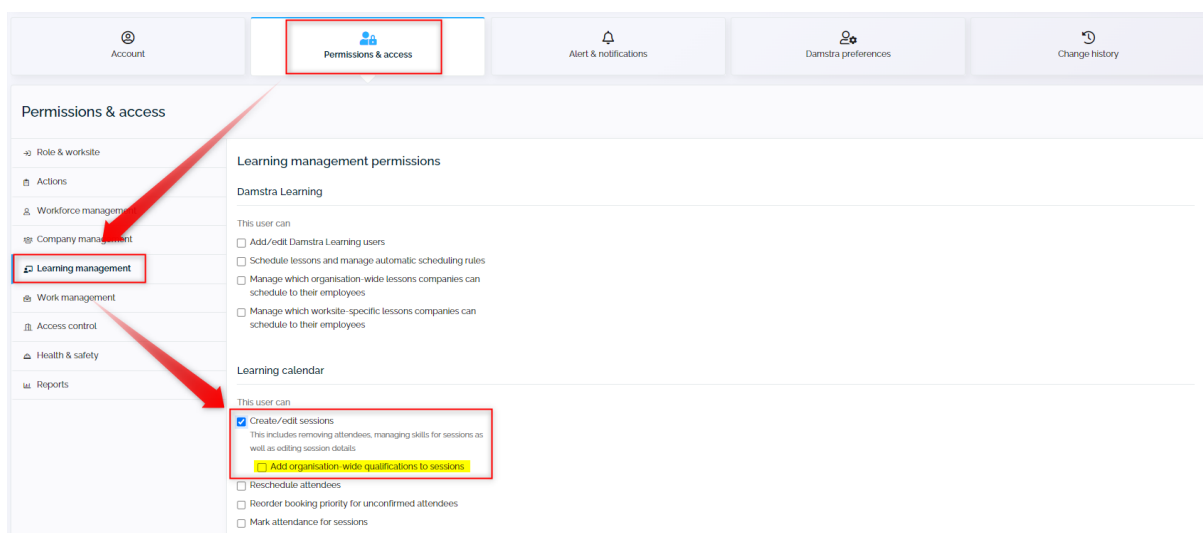 Account
Permissions & access
Alert & notifications
Damstra preferences
Change history
Permissions & access
Role & worksite
Actions
Workforce management
Company management
Learning management
Work management
Access control
Health & safety
Reports
Learning management permissions
Damstra Learning
This user can
Add/edit Damstra Learning users
Schedule lessons and manage automatic scheduling rules
Manage which organisation-wide lessons companies can
schedule to their employees
Manage which worksite-specific lessons companies can
schedule to their employees
Learning calendar
This user can
Create/edit sessions
This includes removing attendees, managing skills for sessions as
well as editing session details
Add organisation-wide qualifications to sessions
Reschedule attendees
Reorder booking priority for unconfirmed attendees
Mark attendance for sessions